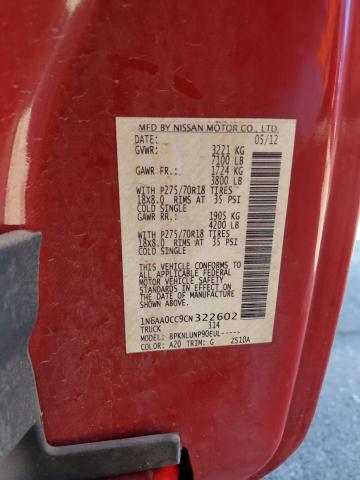 MFD BY NISSAN MOTOR CO., LTD.
DATE: 05/12
GVWR: 3221 KG
7100 LB
GAWR FR.: 1724 KG
3800 LB
WITH P275/70R18 TIRES
18X8.0 RIMS AT 35 PSI
COLD SINGLE
GAWR RR.: 1905 KG
4200 LB
WITH P275/70R18 TIRES
18X8.0 RIMS AT 35 PSI
COLD SINGLE
THIS VEHICLE CONFORMS TO
ALL APPLICABLE FEDERAL
MOTOR VEHICLE SAFETY
STANDARDS IN EFFECT ON THE
DATE OF MANUFACTURE SHOWN
ABOVE.
1N6AA0CC9CN322602
TRUCK 114
MODEL: BPKNLUNP90EUL-----
COLOR: A20 TRIM: G ZS10A